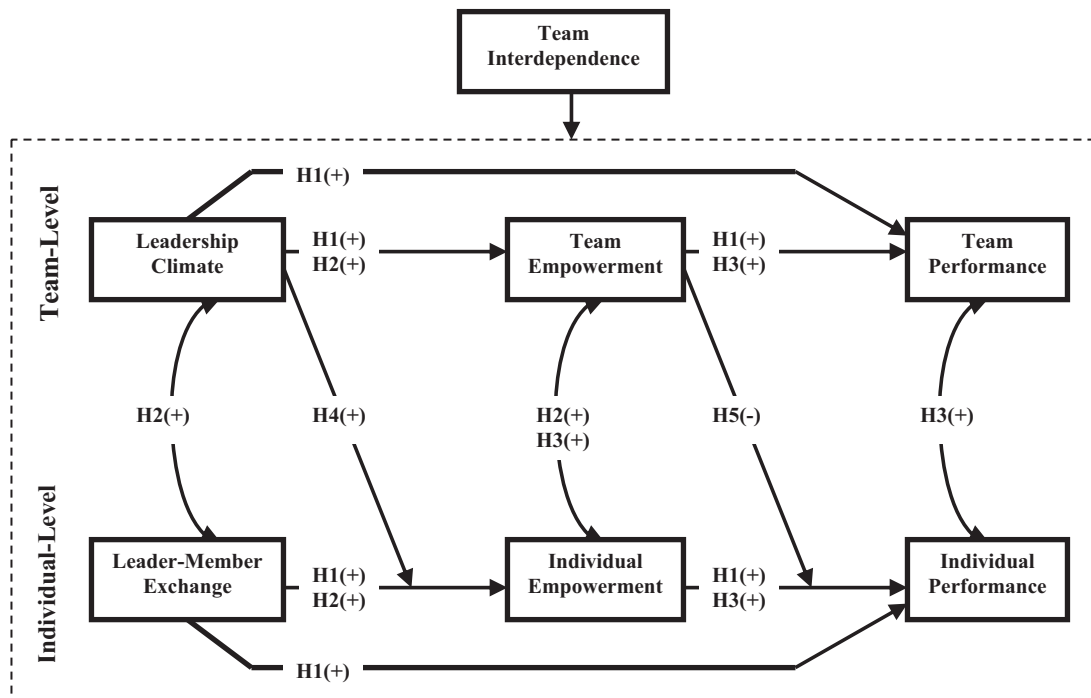 Team
Interdependence
H1(+)
Team-Level
Leadership
Climate
H1(+)
H2(+)
Team
Empowerment
H1(+)
H3(+)
Team
Performance
H2(+)
H4(+)
H2(+)
H3(+)
H5(-)
H3(+)
Individual-Level
Leader-Member
Exchange
H1(+)
H2(+)
Individual
Empowerment
H1(+)
H3(+)
Individual
Performance
H1(+)